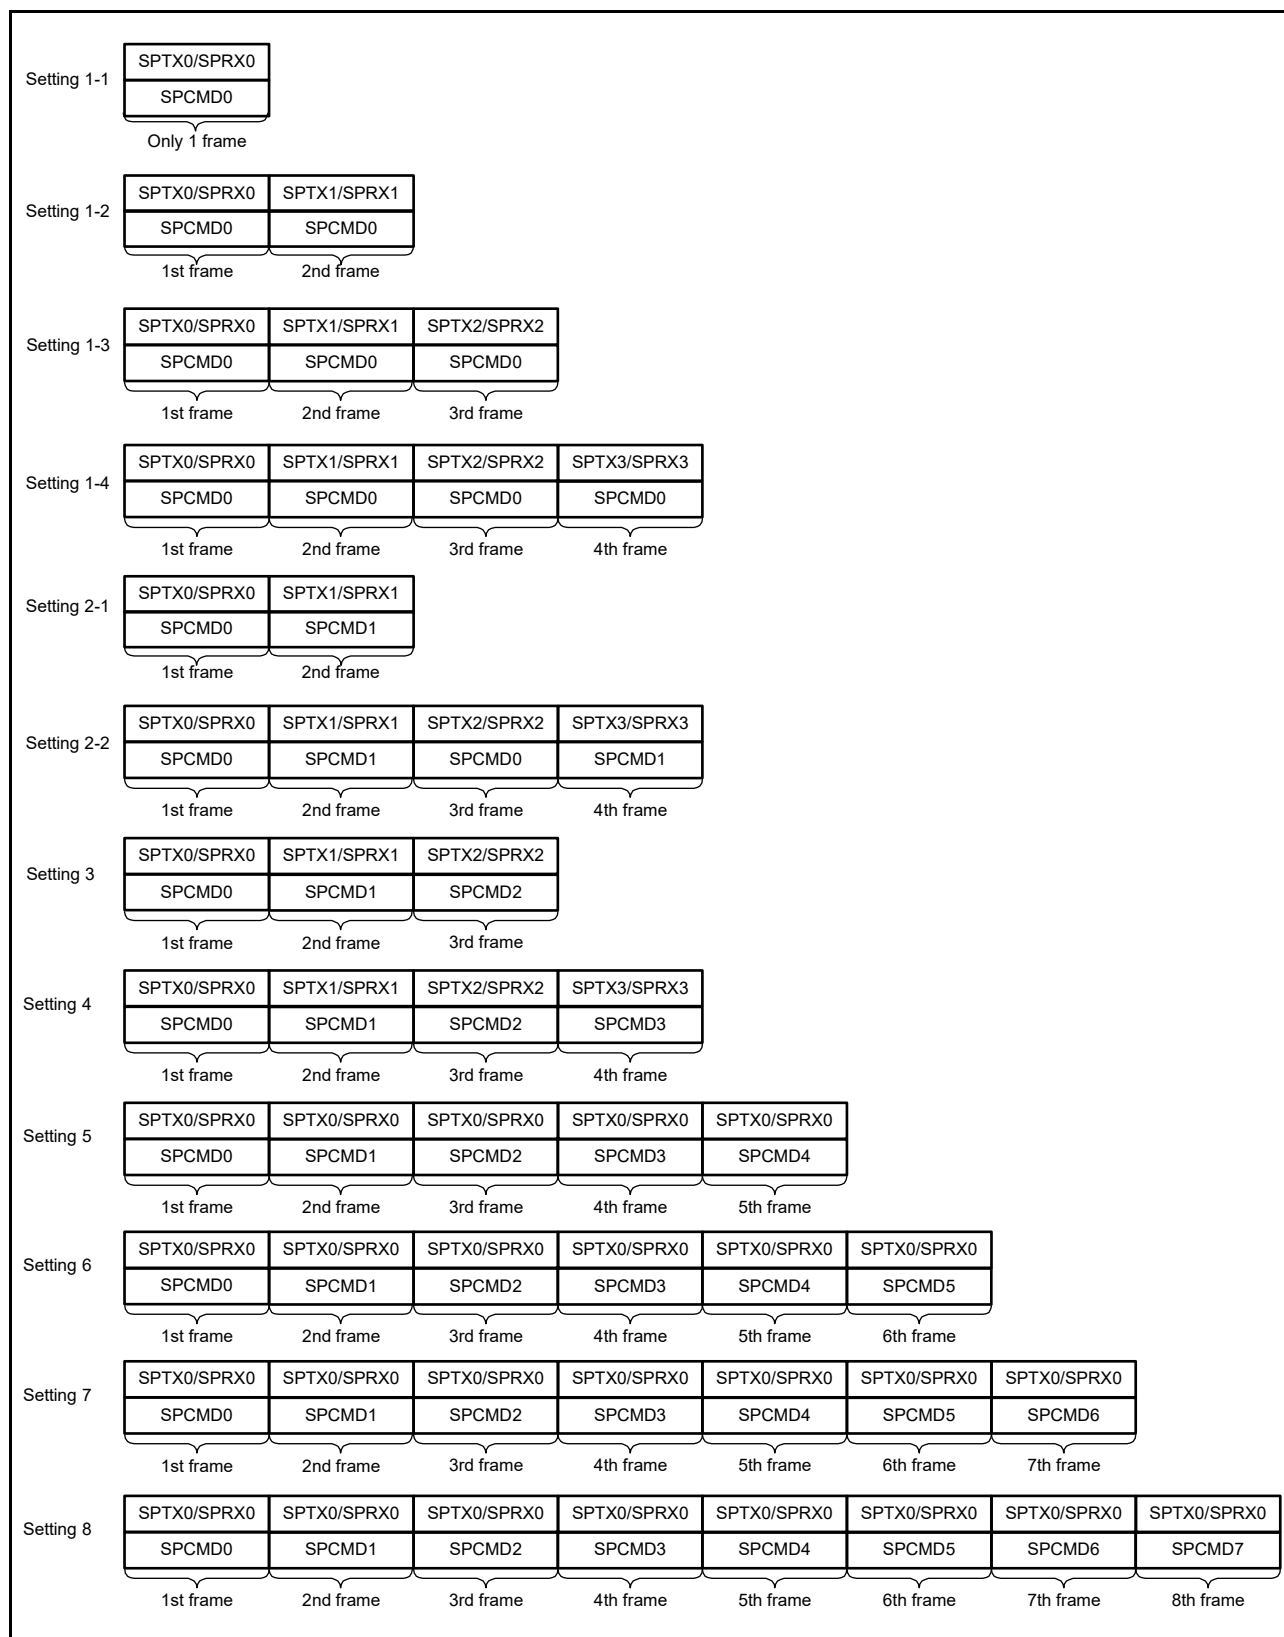 SPTX0/SPRX0
Setting 1-1
SPCMD0
Only 1 frame
SPTX0/SPRX0 SPTX1/SPRX1
Setting 1-2
SPCMD0 SPCMD0
1st frame 2nd frame
SPTX0/SPRX0 SPTX1/SPRX1 SPTX2/SPRX2
Setting 1-3
SPCMD0 SPCMD0 SPCMD0
1st frame 2nd frame 3rd frame
SPTX0/SPRX0 SPTX1/SPRX1 SPTX2/SPRX2 SPTX3/SPRX3
Setting 1-4
SPCMD0 SPCMD0 SPCMD0 SPCMD0
1st frame 2nd frame 3rd frame 4th frame
SPTX0/SPRX0 SPTX1/SPRX1
Setting 2-1
SPCMD0 SPCMD1
1st frame 2nd frame
SPTX0/SPRX0 SPTX1/SPRX1 SPTX2/SPRX2 SPTX3/SPRX3
Setting 2-2
SPCMD0 SPCMD1 SPCMD0 SPCMD1
1st frame 2nd frame 3rd frame 4th frame
SPTX0/SPRX0 SPTX1/SPRX1 SPTX2/SPRX2
Setting 3
SPCMD0 SPCMD1 SPCMD2
1st frame 2nd frame 3rd frame
SPTX0/SPRX0 SPTX1/SPRX1 SPTX2/SPRX2 SPTX3/SPRX3
Setting 4
SPCMD0 SPCMD1 SPCMD2 SPCMD3
1st frame 2nd frame 3rd frame 4th frame
SPTX0/SPRX0 SPTX0/SPRX0 SPTX0/SPRX0 SPTX0/SPRX0 SPTX0/SPRX0
Setting 5
SPCMD0 SPCMD1 SPCMD2 SPCMD3 SPCMD4
1st frame 2nd frame 3rd frame 4th frame 5th frame
SPTX0/SPRX0 SPTX0/SPRX0 SPTX0/SPRX0 SPTX0/SPRX0 SPTX0/SPRX0 SPTX0/SPRX0
Setting 6
SPCMD0 SPCMD1 SPCMD2 SPCMD3 SPCMD4 SPCMD5
1st frame 2nd frame 3rd frame 4th frame 5th frame 6th frame
SPTX0/SPRX0 SPTX0/SPRX0 SPTX0/SPRX0 SPTX0/SPRX0 SPTX0/SPRX0 SPTX0/SPRX0 SPTX0/SPRX0
Setting 7
SPCMD0 SPCMD1 SPCMD2 SPCMD3 SPCMD4 SPCMD5 SPCMD6
1st frame 2nd frame 3rd frame 4th frame 5th frame 6th frame 7th frame
SPTX0/SPRX0 SPTX0/SPRX0 SPTX0/SPRX0 SPTX0/SPRX0 SPTX0/SPRX0 SPTX0/SPRX0 SPTX0/SPRX0 SPTX0/SPRX0
Setting 8
SPCMD0 SPCMD1 SPCMD2 SPCMD3 SPCMD4 SPCMD5 SPCMD6 SPCMD7
1st frame 2nd frame 3rd frame 4th frame 5th frame 6th frame 7th frame 8th frame